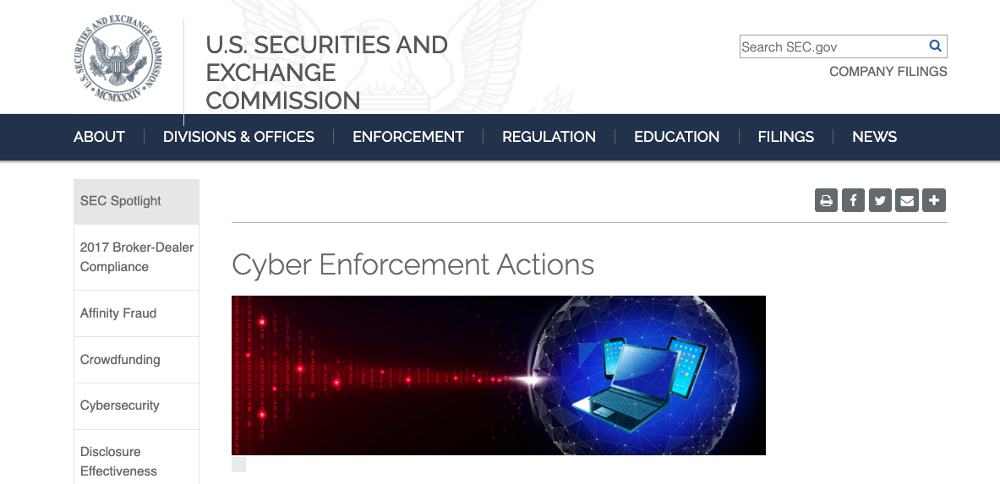 U.S. SECURITIES AND EXCHANGE COMMISSION
MCMXXXIV
U.S. SECURITIES AND
EXCHANGE
COMMISSION
Search SEC.gov
COMPANY FILINGS
ABOUT
DIVISIONS & OFFICES
ENFORCEMENT
REGULATION
EDUCATION
FILINGS
NEWS
SEC Spotlight
2017 Broker-Dealer
Compliance
Affinity Fraud
Crowdfunding
Cybersecurity
Disclosure
Effectiveness
Cyber Enforcement Actions